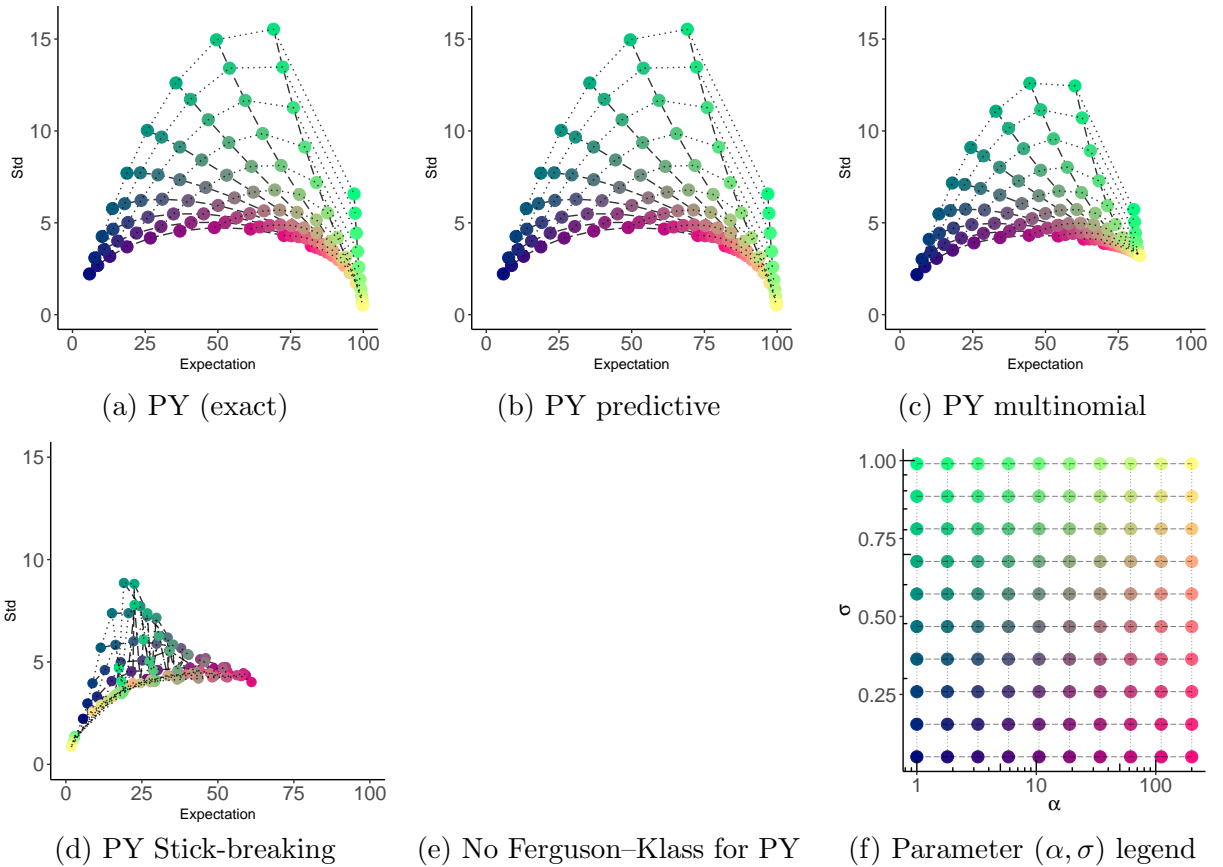 15
10
5
0
Std
0 25 50 75 100
Expectation
(a) PY (exact)
15
10
5
0
Std
0 25 50 75 100
Expectation
(b) PY predictive
15
10
5
0
Std
0 25 50 75 100
Expectation
(c) PY multinomial
15
10
5
0
Std
0 25 50 75 100
Expectation
(d) PY Stick-breaking
(e) No Ferguson–Klass for PY
1.00
0.75
0.50
0.25
σ
1 10 100
α
(f) Parameter (α, σ) legend